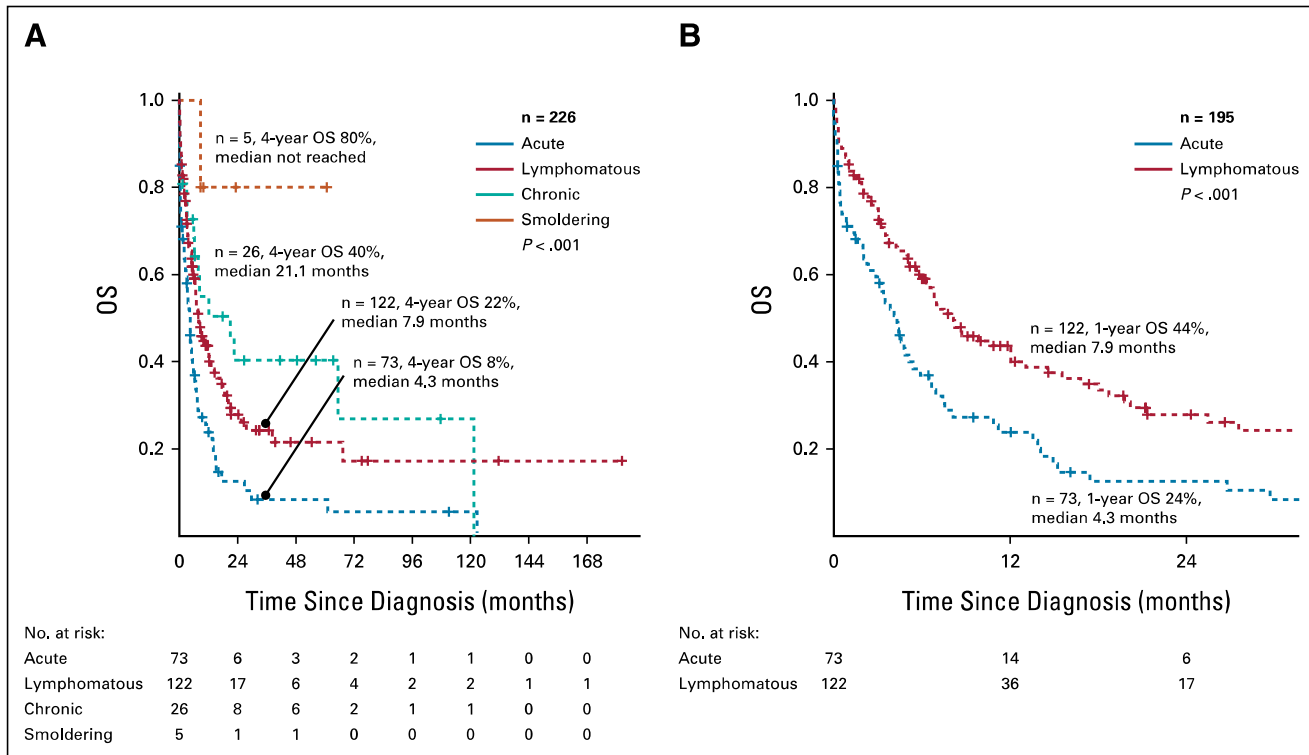 A
1.0
0.8
0.6
0.4
0.2
OS
n = 5, 4-year OS 80%,
median not reached
n = 26, 4-year OS 40%,
median 21.1 months
n = 122, 4-year OS 22%,
median 7.9 months
n = 73, 4-year OS 8%,
median 4.3 months
n = 226
Acute
Lymphomatous
Chronic
Smoldering
P < .001
0 24 48 72 96 120 144 168
Time Since Diagnosis (months)
No. at risk:
Acute 73 6 3 2 1 1 0 0
Lymphomatous 122 17 6 4 2 2 1 1
Chronic 26 8 6 2 1 1 0 0
Smoldering 5 1 1 0 0 0 0 0
B
1.0
0.8
0.6
0.4
0.2
OS
n = 195
Acute
Lymphomatous
P < .001
n = 122, 1-year OS 44%,
median 7.9 months
n = 73, 1-year OS 24%,
median 4.3 months
0 12 24
Time Since Diagnosis (months)
No. at risk:
Acute 73 14 6
Lymphomatous 122 36 17